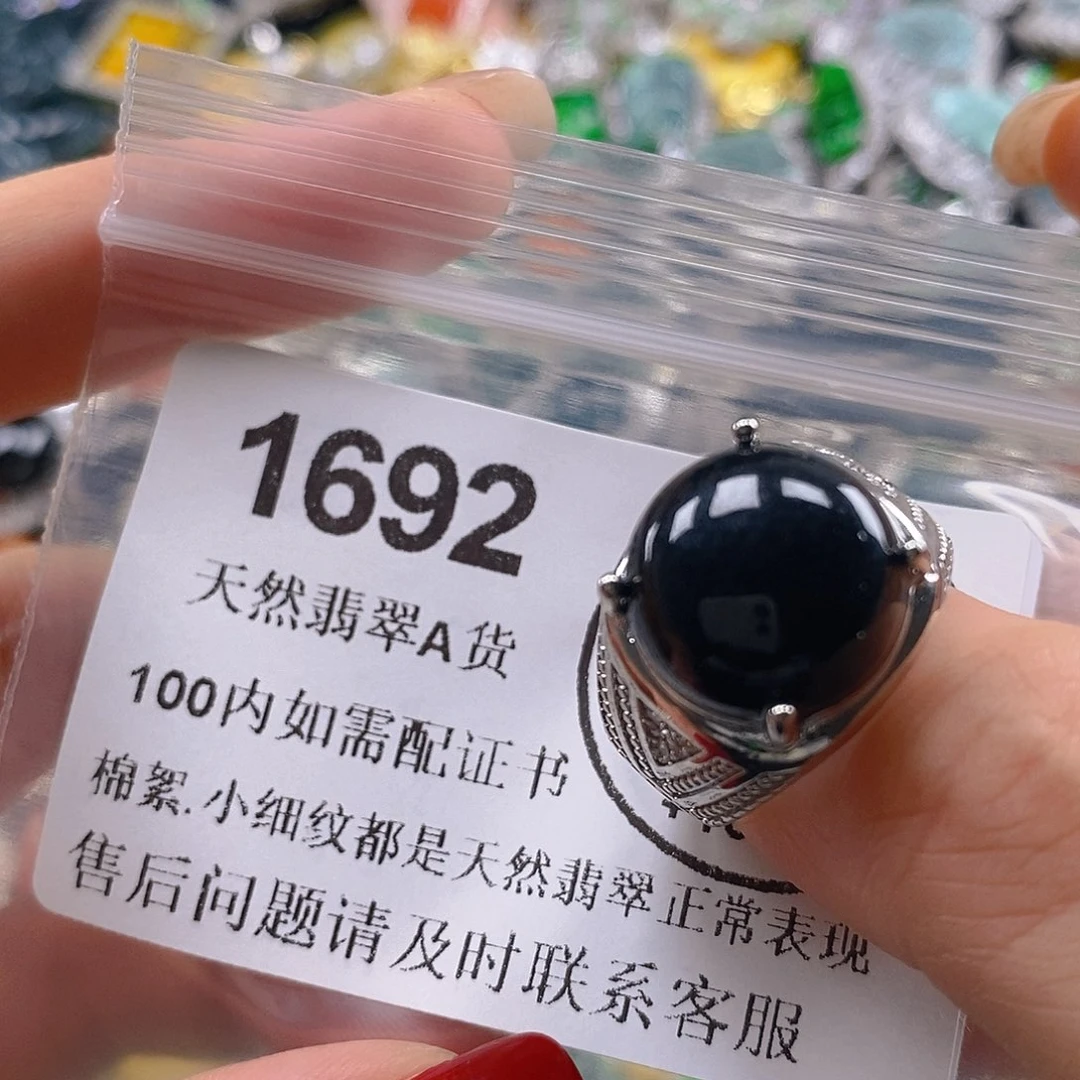 1692
天然翡翠A货
100内如需配证书
棉絮.小细纹都是天然翡翠正常表现
售后问题请及时联系客服